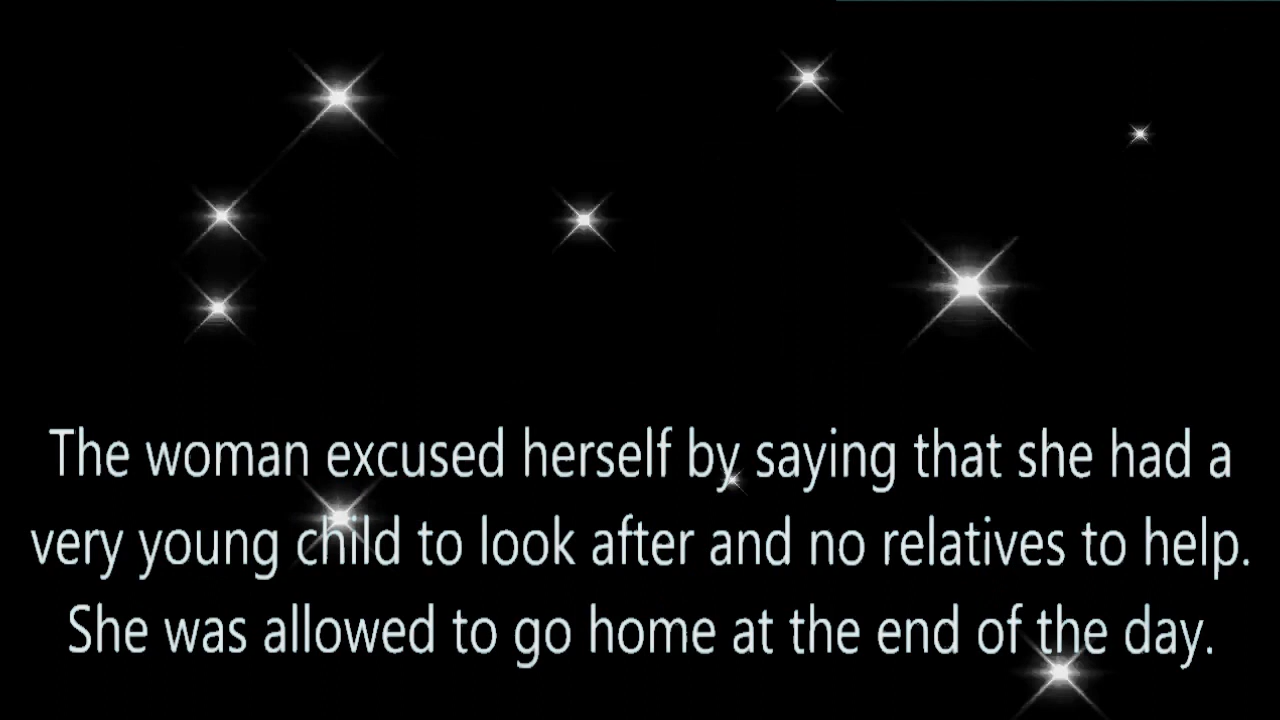 The woman excused herself by saying that she had a
very young child to look after and no relatives to help.
She was allowed to go home at the end of the day.